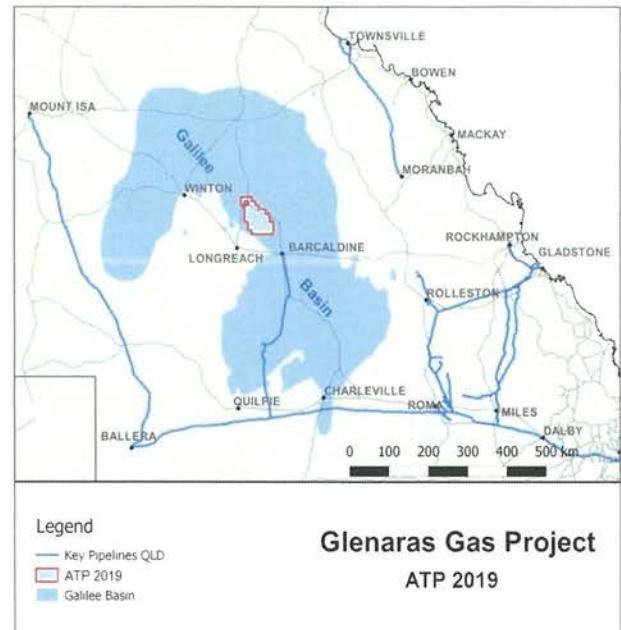 TOWNSVILLE
BOWEN
MOUNT ISA
MACKAY
Galilee
MORANBAH
WINTON
ROCKHAMPTON
GLADSTONE
LONGREACH
BARCALDINE
Basin
ROLLESTON
QUILPIE
CHARLEVILLE
ROMA
MILES
BALLERA
DALBY
0 100 200 300 400 500 km
Legend
Key Pipelines QLD
ATP 2019
Galilee Basin
Glenaras Gas Project
ATP 2019